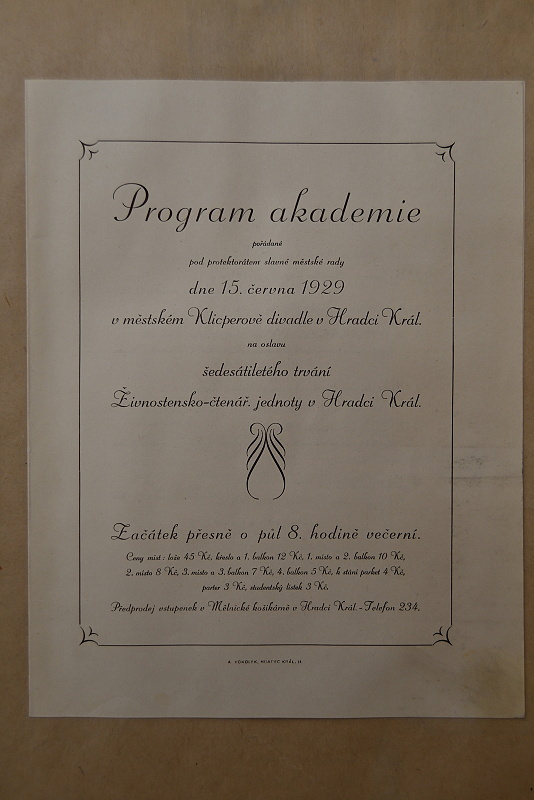 Program akademie
pořádané
pod protektorátem slavné městské rady
dne 15. června 1929
v městském Klicperově divadle v Hradci Král.
na oslavu
šedesátiletého trvání
Živnostensko-čtenář. jednoty v Hradci Král.
Začátek přesně o půl 8. hodině večerní.
Ceny míst: lože 45 Kč, křeslo a 1. balkon 12 Kč, 1. místo a 2. balkon 10 Kč,
2. místo 8 Kč, 3. místo a 3. balkon 7 Kč, 4. balkon 5 Kč, k stání parket 4 Kč,
parter 3 Kč, studentský lístek 3 Kč.
Předprodej vstupenek v Mělnické košíkárně v Hradci Král. - Telefon 234.